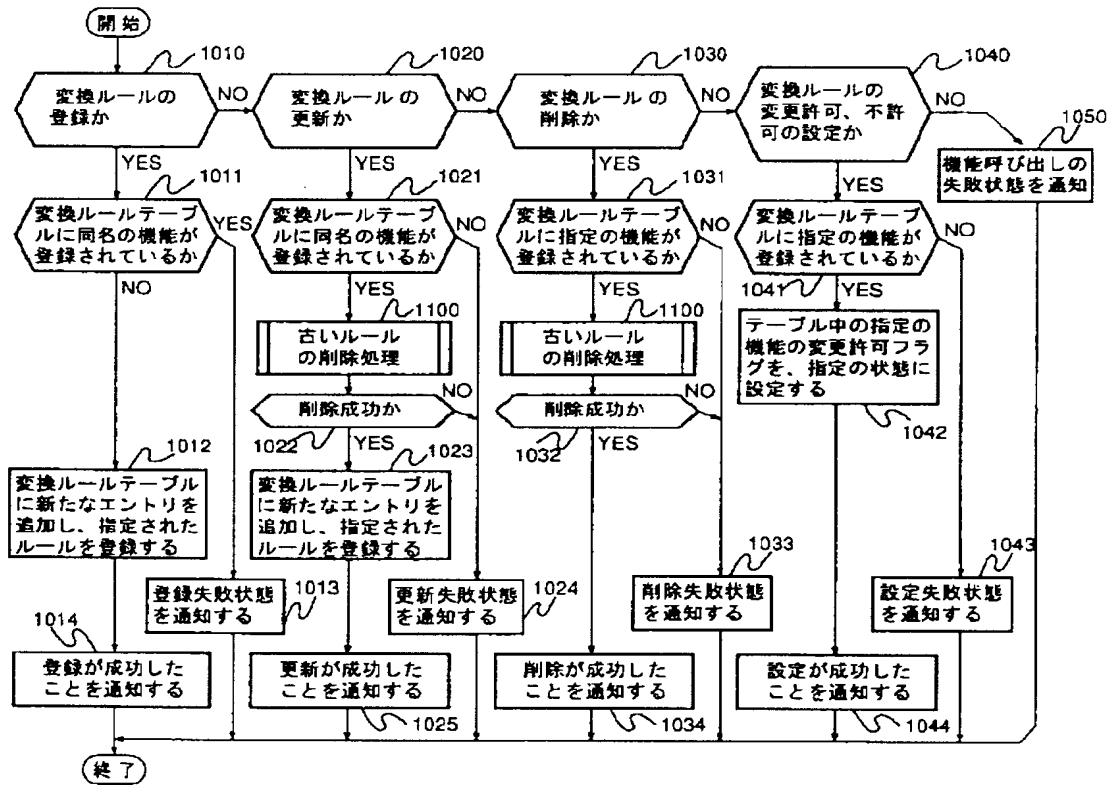 開始
1010
変換ルールの
登録か
NO
YES
1020
変換ルールの
更新か
NO
YES
1030
変換ルールの
削除か
NO
YES
1040
変換ルールの
変更許可、不許
可の設定か
NO
YES
1050
機能呼び出しの
失敗状態を通知
1011
変換ルールテーブ
ルに同名の機能が
登録されているか
YES
NO
1021
変換ルールテーブ
ルに同名の機能が
登録されているか
NO
YES
1031
変換ルールテーブ
ルに指定の機能が
登録されているか
NO
YES
変換ルールテーブ
ルに指定の機能が
登録されているか
1041
NO
YES
1100
古いルール
の削除処理
1100
古いルール
の削除処理
テーブル中の指定の
機能の変更許可フラ
グを、指定の状態に
設定する
1042
削除成功か
NO
1022
YES
削除成功か
NO
1032
YES
1012
変換ルールテーブル
に新たなエントリを
追加し、指定された
ルールを登録する
1023
変換ルールテーブル
に新たなエントリを
追加し、指定された
ルールを登録する
登録失敗状態
を通知する
1013
更新失敗状態
を通知する
1024
1033
削除失敗状態
を通知する
1043
設定失敗状態
を通知する
1014
登録が成功した
ことを通知する
更新が成功した
ことを通知する
1025
削除が成功した
ことを通知する
1034
設定が成功した
ことを通知する
1044
終了